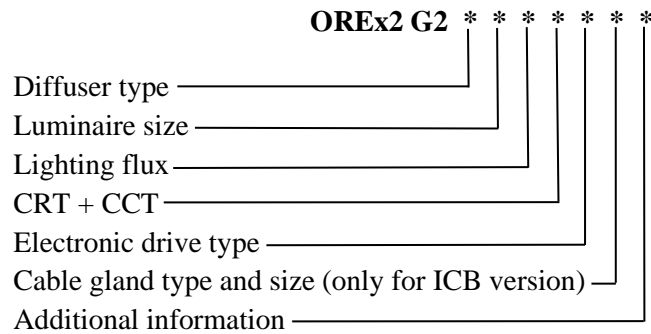 OREx2 G2 * * * * * * *
Diffuser type
Luminaire size
Lighting flux
CRT + CCT
Electronic drive type
Cable gland type and size (only for ICB version)
Additional information